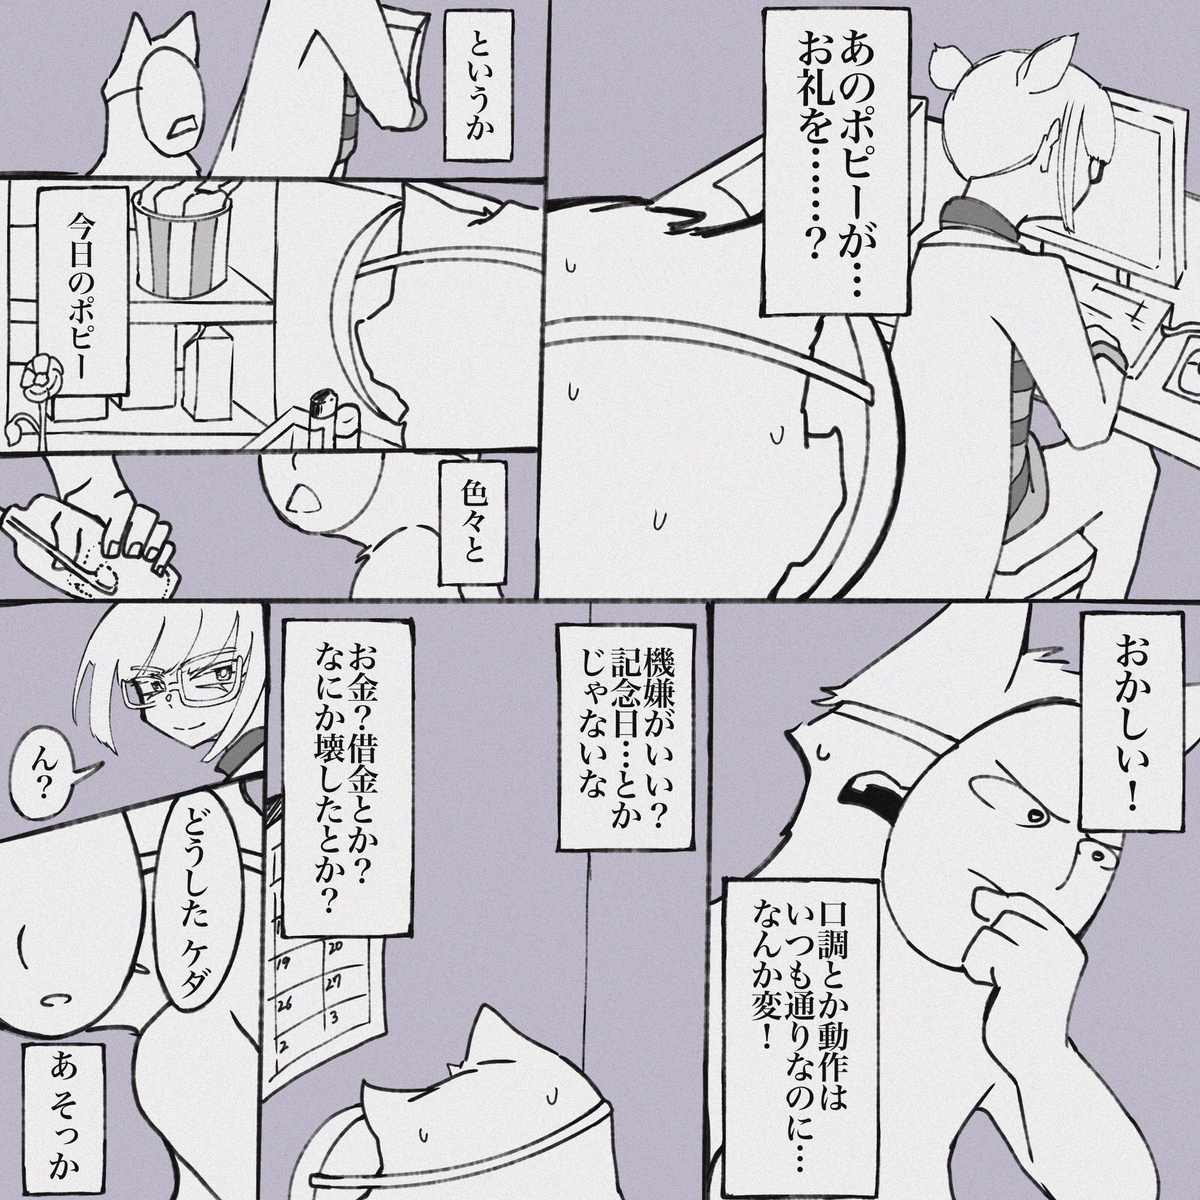 あのポピーが…
お礼を………?
というか
今日のポピー
色々と
おかしい!
口調とか動作は
いつも通りなのに…
なんか変!
機嫌がいい?
記念日…とか
じゃないな
お金?借金とか?
なにか壊したとか?
19
20
26
27
2
3
ん?
どうした ケダ
あ そっか